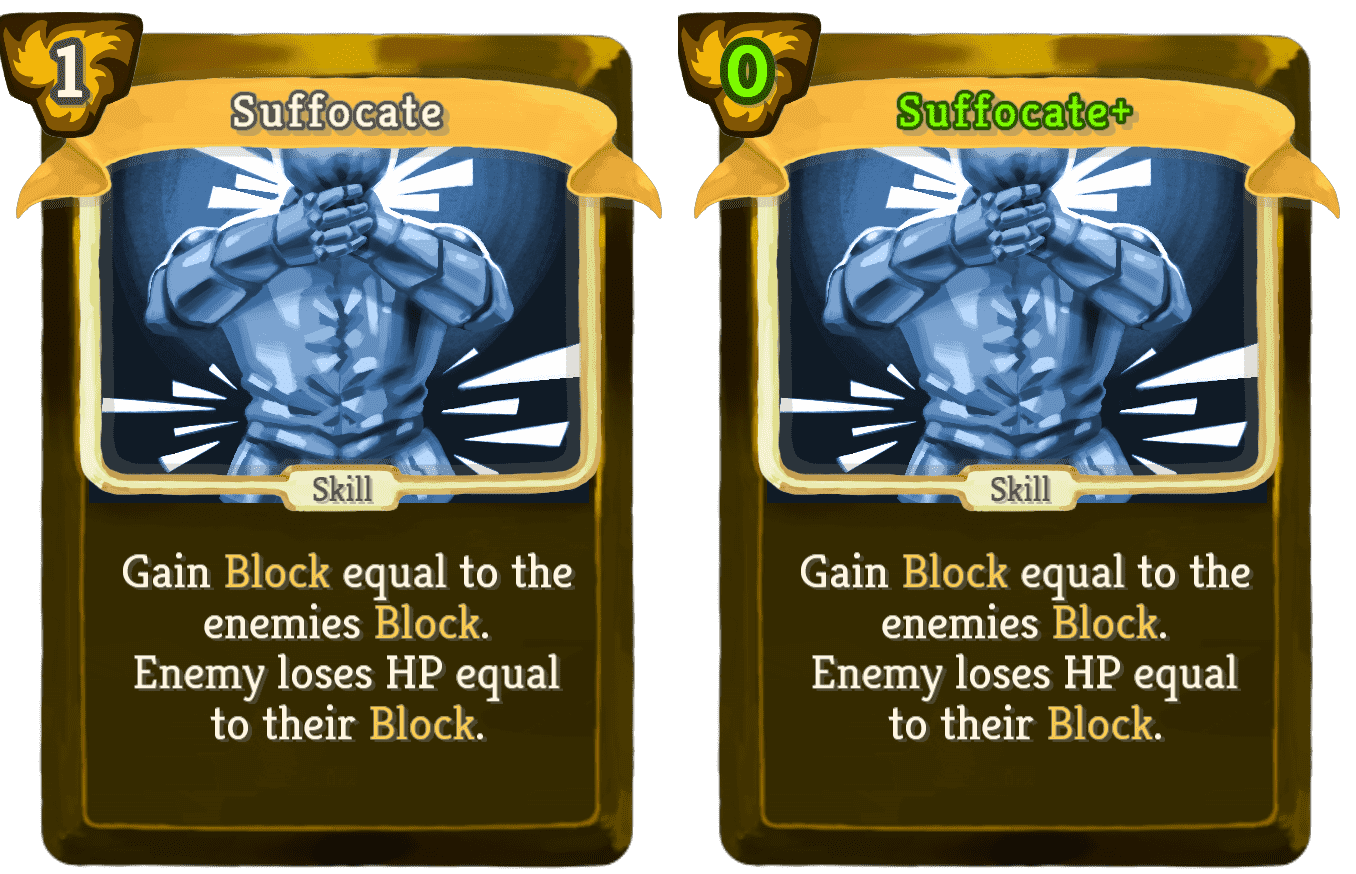 1
Suffocate
Skill
Gain Block equal to the
enemies Block.
Enemy loses HP equal
to their Block.
0
Suffocate+
Skill
Gain Block equal to the
enemies Block.
Enemy loses HP equal
to their Block.